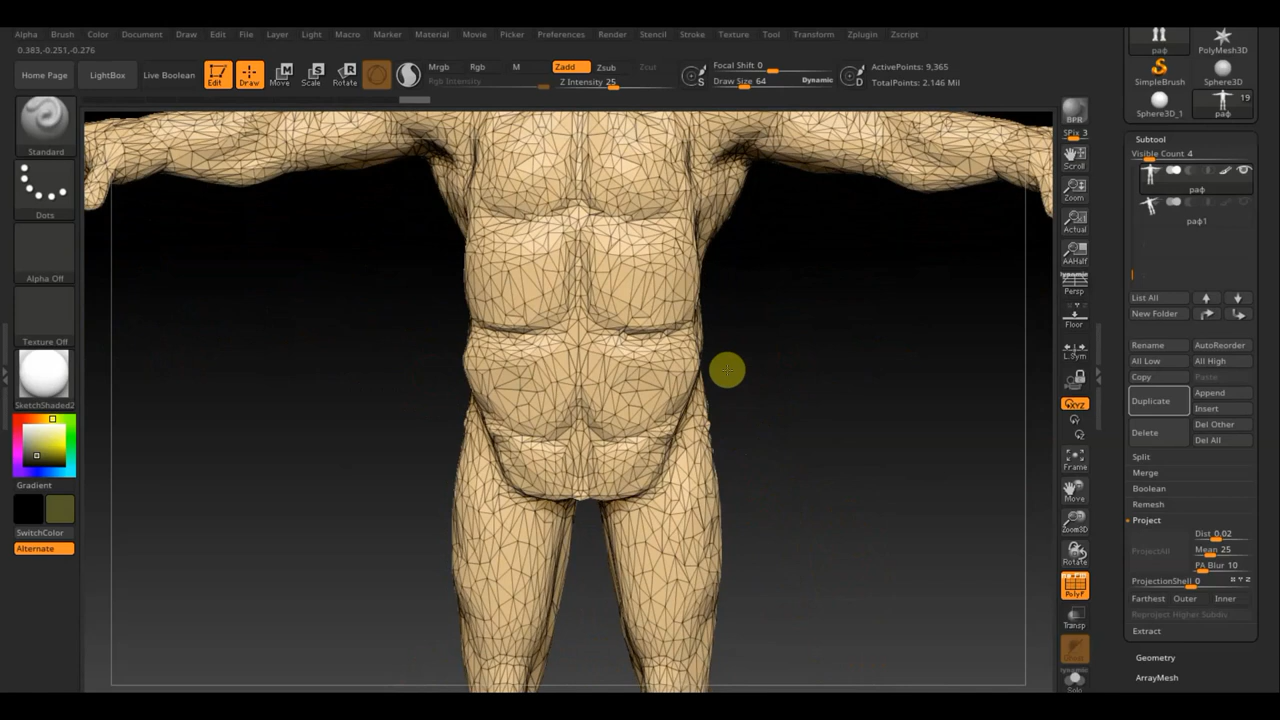 Alpha Brush Color Document Draw Edit File Layer Light Macro Marker Material Movie Picker Preferences Render Stencil Stroke Texture Tool Transform Zplugin Zscript
0.383,-0.251,-0.276
Home Page LightBox Live Boolean Edit Draw Move Scale Rotate
Mrgb Rgb M Zadd Zsub Zcut
Rgb Intensity Z Intensity 25
Focal Shift 0
Draw Size 64 Dynamic
ActivePoints: 9,365
TotalPoints: 2.146 Mil
Standard
Dots
Alpha Off
Texture Off
SketchShaded2
Gradient
SwitchColor
Alternate
BPR
SPix 3
Scroll
Zoom
Actual
AAHalf
dynamic
Persp
Floor
L.Sym
XYZ
Frame
Move
Zoom3D
Rotate
PolyF
Transp
Ghost
dynamic
Solo
раф PolyMesh3D
SimpleBrush Sphere3D
19
Sphere3D_1 раф
Subtool
Visible Count 4
раф
раф1
List All
New Folder
Rename AutoReorder
All Low All High
Copy Paste
Duplicate Append
Insert
Delete Del Other
Del All
Split
Merge
Boolean
Remesh
Project
ProjectAll Dist 0.02
Mean 25
PA Blur 10
ProjectionShell 0 X Y Z
Farthest Outer Inner
Reproject Higher Subdiv
Extract
Geometry
ArrayMesh